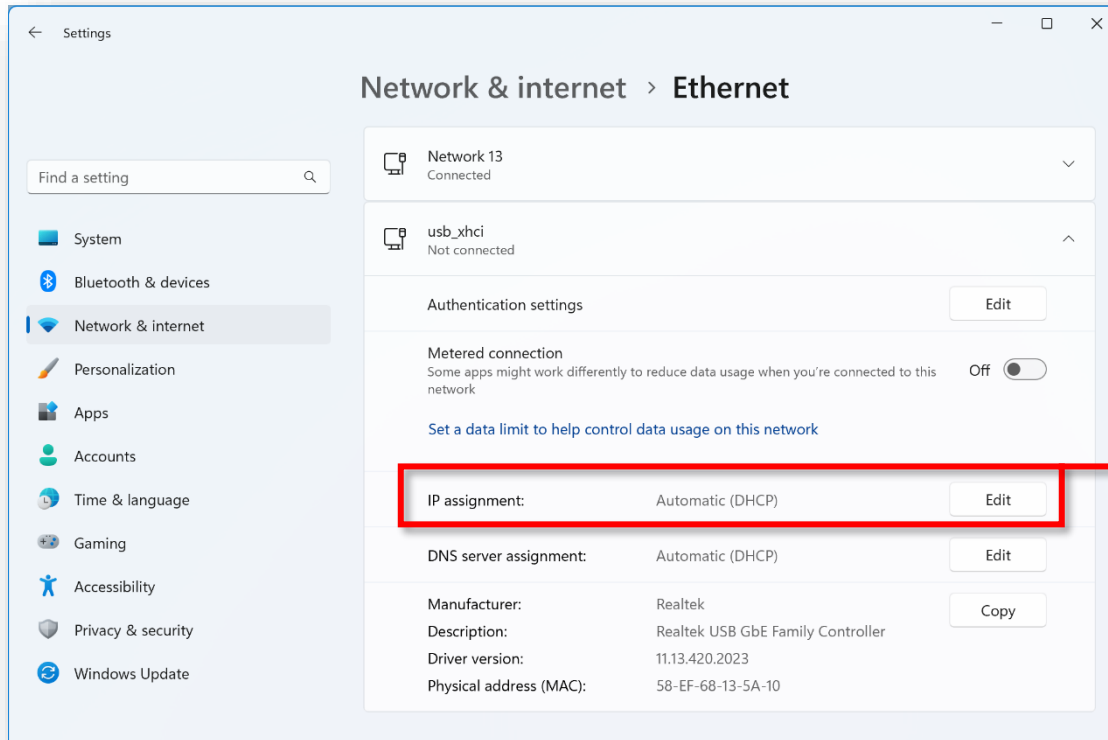 Settings
Network & internet > Ethernet
Find a setting
System
Bluetooth & devices
Network & internet
Personalization
Apps
Accounts
Time & language
Gaming
Accessibility
Privacy & security
Windows Update
Network 13
Connected
usb_xhci
Not connected
Authentication settings Edit
Metered connection
Some apps might work differently to reduce data usage when you're connected to this
network
Off
Set a data limit to help control data usage on this network
IP assignment: Automatic (DHCP) Edit
DNS server assignment: Automatic (DHCP) Edit
Manufacturer: Realtek Copy
Description: Realtek USB GbE Family Controller
Driver version: 11.13.420.2023
Physical address (MAC): 58-EF-68-13-5A-10